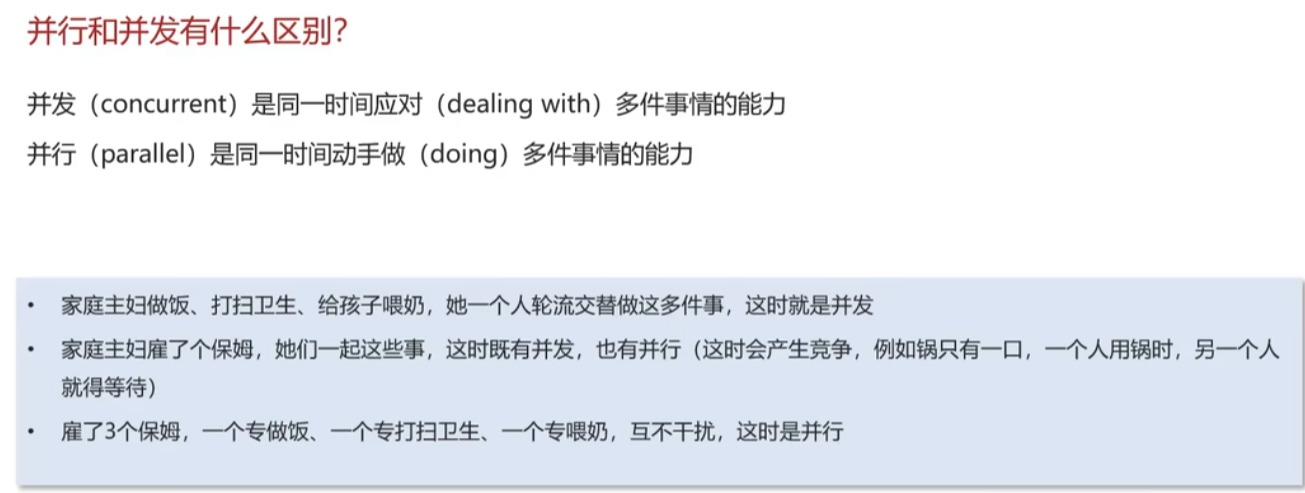 并行和并发有什么区别？
并发（concurrent）是同一时间应对（dealing with）多件事情的能力
并行（parallel）是同一时间动手做（doing）多件事情的能力
• 家庭主妇做饭、打扫卫生、给孩子喂奶，她一个人轮流交替做这多件事，这时就是并发
• 家庭主妇雇了个保姆，她们一起这些事，这时既有并发，也有并行（这时会产生竞争，例如锅只有一口，一个人用锅时，另一个人
就得等待）
• 雇了3个保姆，一个专做饭、一个专打扫卫生、一个专喂奶，互不干扰，这时是并行